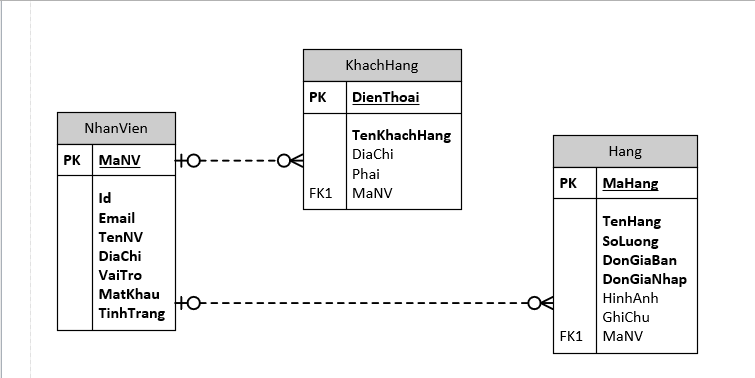 NhanVien
PK MaNV
Id
Email
TenNV
DiaChi
VaiTro
MatKhau
TinhTrang
KhachHang
PK DienThoai
TenKhachHang
DiaChi
Phai
FK1 MaNV
Hang
PK MaHang
TenHang
SoLuong
DonGiaBan
DonGiaNhap
HinhAnh
GhiChu
FK1 MaNV